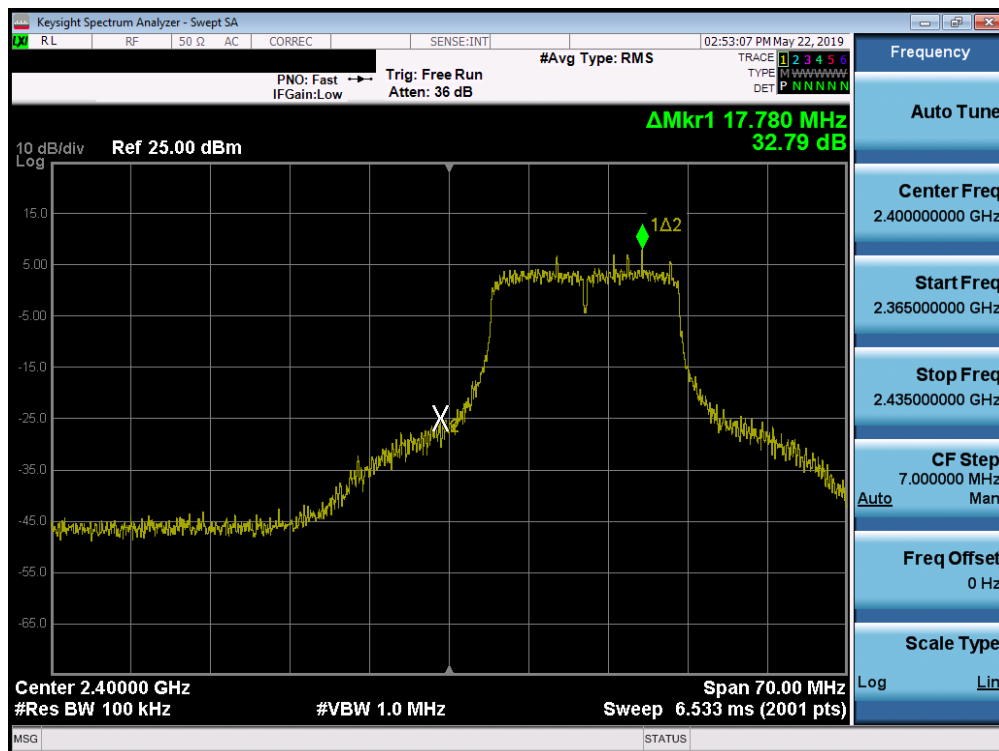 Keysight Spectrum Analyzer - Swept SA
LXI RL RF 50 Ω AC CORREC SENSE:INT 02:53:07 PM May 22, 2019
#Avg Type: RMS TRACE 1 2 3 4 5 6
PNO: Fast Trig: Free Run TYPE M WWWWW
IFGain:Low Atten: 36 dB DET P N N N N N
ΔMkr1 17.780 MHz
32.79 dB
10 dB/div Ref 25.00 dBm
Log
15.0
1Δ2
5.00
-5.00
-15.0
-25.0
2
-35.0
-45.0
-55.0
-65.0
Center 2.40000 GHz Span 70.00 MHz
#Res BW 100 kHz #VBW 1.0 MHz Sweep 6.533 ms (2001 pts)
MSG STATUS
Frequency
Auto Tune
Center Freq
2.400000000 GHz
Start Freq
2.365000000 GHz
Stop Freq
2.435000000 GHz
CF Step
7.000000 MHz
Auto Man
Freq Offset
0 Hz
Scale Type
Log Lin